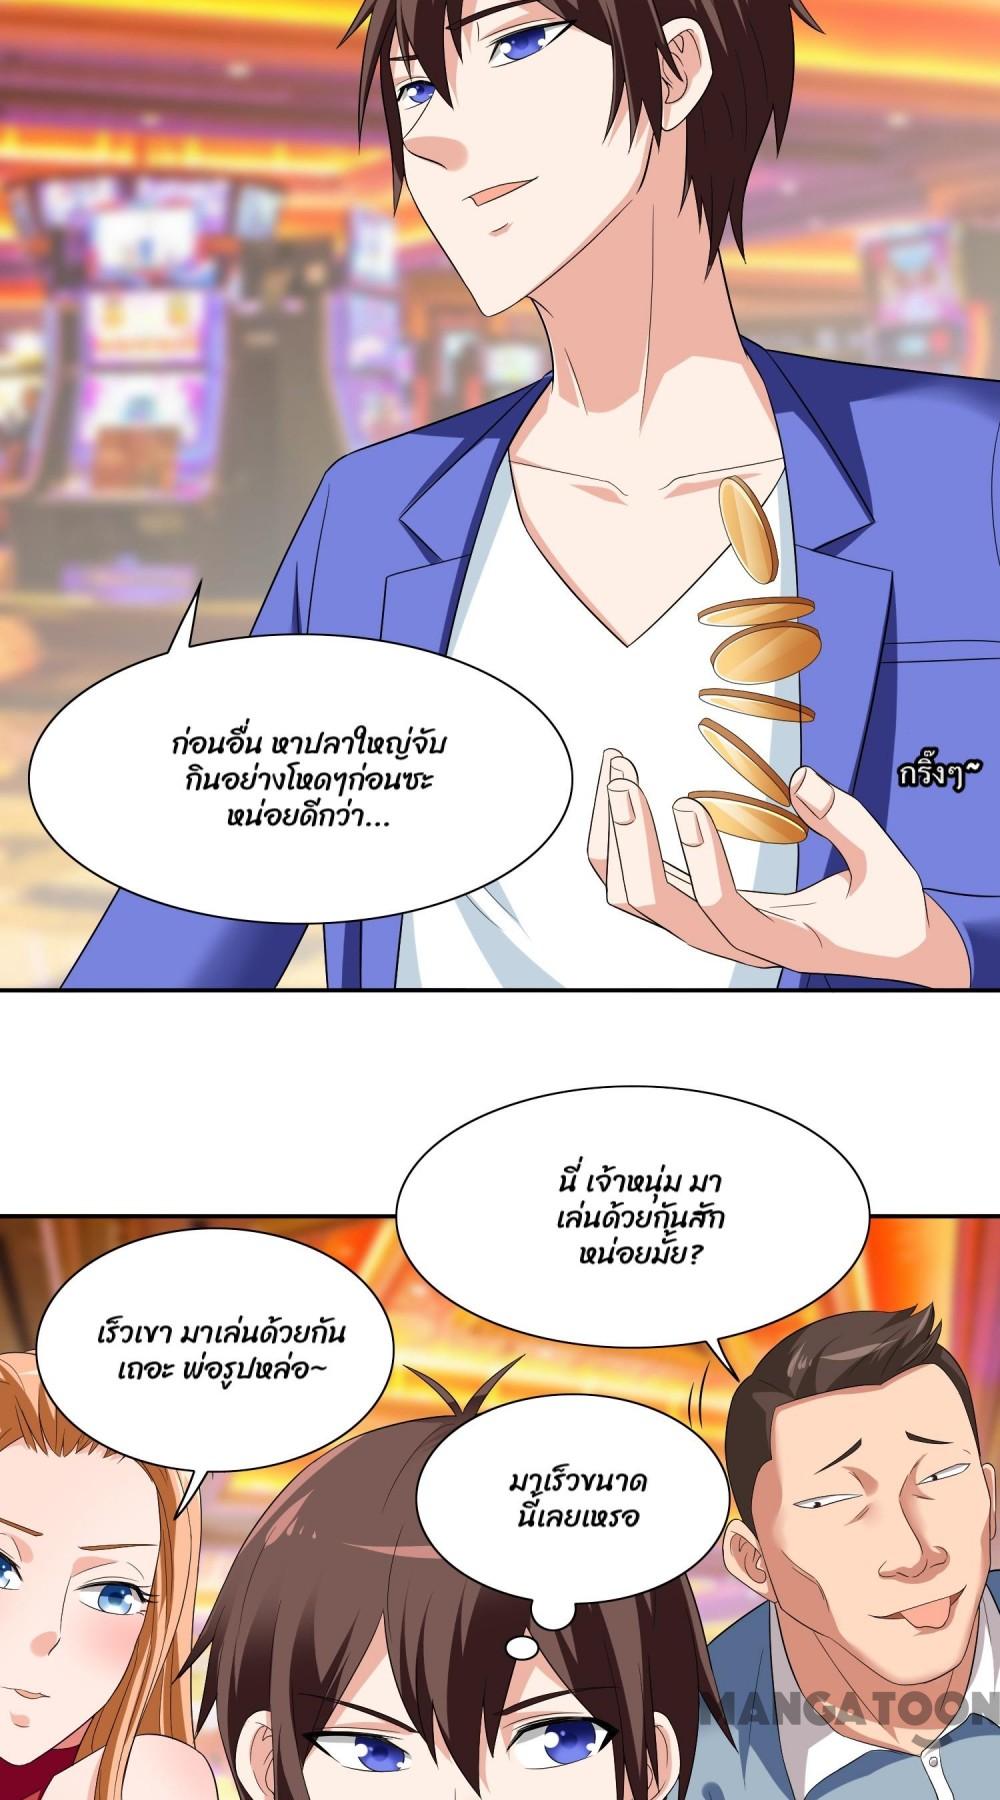 ก่อนอื่น หาปลาใหญ่จับ
กินอย่างโหดๆก่อนซะ
หน่อยดีกว่า...
กริ๊งๆ~
นี่ เจ้าหนุ่ม มา
เล่นด้วยกันสัก
หน่อยมั้ย?
เร็วเขา มาเล่นด้วยกัน
เถอะ พ่อรูปหล่อ~
มาเร็วขนาด
นี้เลยเหรอ
MANGATOON